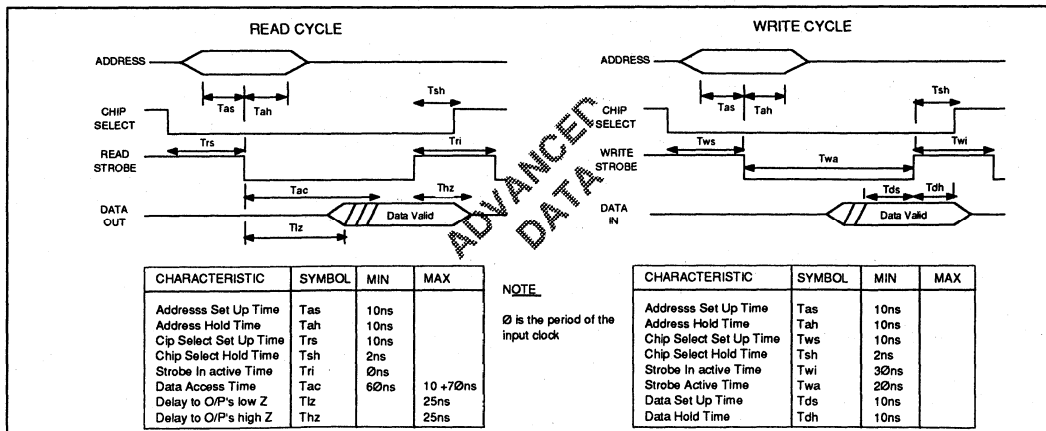 READ CYCLE
ADDRESS
Tas
Tah
Tsh
CHIP
SELECT
Trs
Tri
READ
STROBE
Tac
Thz
DATA
OUT
Data Valid
Tlz
ADVANCED
DATA
WRITE CYCLE
ADDRESS
Tas
Tah
Tsh
CHIP
SELECT
Tws
Twa
Twi
WRITE
STROBE
Tds
Tdh
DATA
IN
Data Valid
CHARACTERISTIC SYMBOL MIN MAX
Addresss Set Up Time Tas 10ns
Address Hold Time Tah 10ns
Cip Select Set Up Time Trs 10ns
Chip Select Hold Time Tsh 2ns
Strobe In active Time Tri Øns
Data Access Time Tac 6Øns 10 +7Øns
Delay to O/P's low Z Tlz 25ns
Delay to O/P's high Z Thz 25ns
NOTE
Ø is the period of the
input clock
CHARACTERISTIC SYMBOL MIN MAX
Addresss Set Up Time Tas 10ns
Address Hold Time Tah 10ns
Chip Select Set Up Time Tws 10ns
Chip Select Hold Time Tsh 2ns
Strobe In active Time Twi 3Øns
Strobe Active Time Twa 2Øns
Data Set Up Time Tds 10ns
Data Hold Time Tdh 10ns